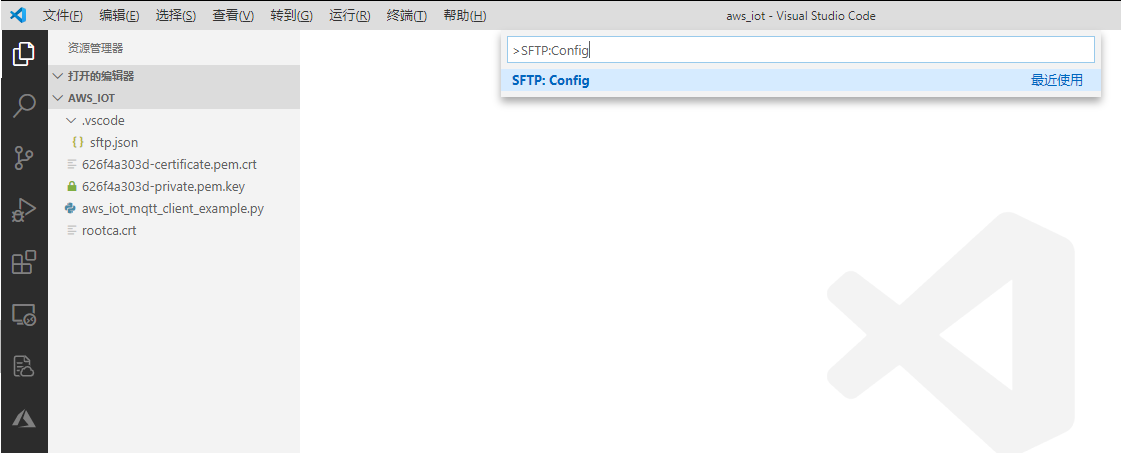 文件(F) 编辑(E) 选择(S) 查看(V) 转到(G) 运行(R) 终端(T) 帮助(H) aws_iot - Visual Studio Code
资源管理器
>SFTP:Config
打开的编辑器
SFTP: Config 最近使用
AWS_IOT
.vscode
{} sftp.json
626f4a303d-certificate.pem.crt
626f4a303d-private.pem.key
aws_iot_mqtt_client_example.py
rootca.crt